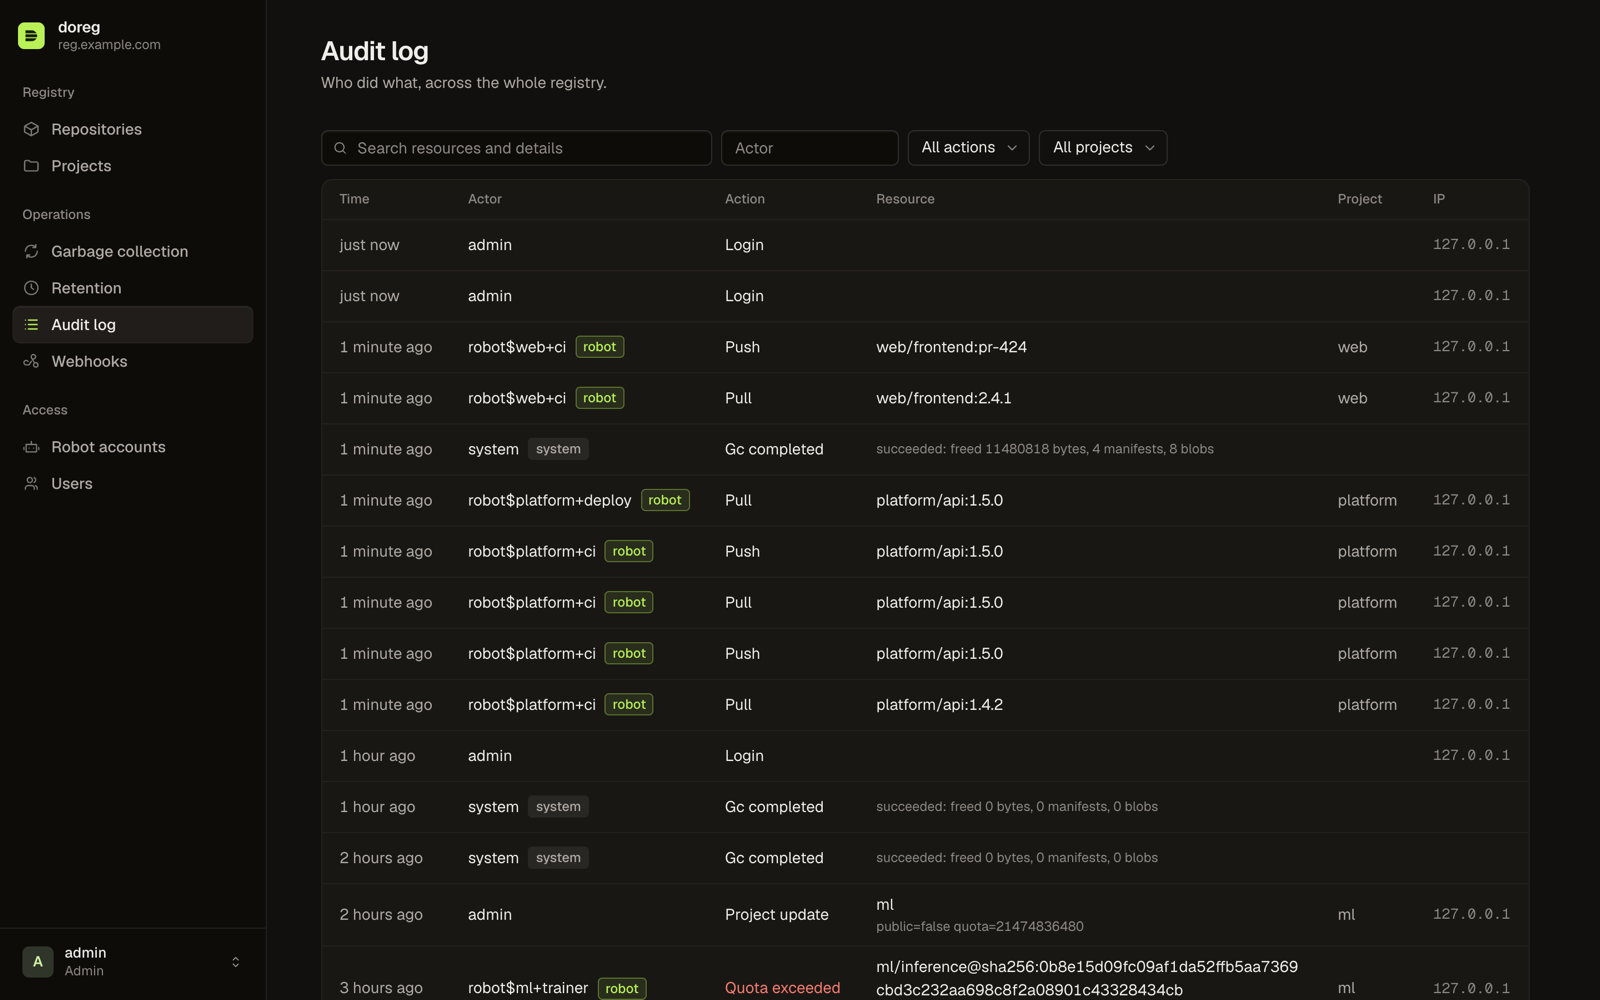 doreg
reg.example.com
Registry
Repositories
Projects
Operations
Garbage collection
Retention
Audit log
Webhooks
Access
Robot accounts
Users
A
admin
Admin
Audit log
Who did what, across the whole registry.
Search resources and details Actor All actions All projects
Time Actor Action Resource Project IP
just now admin Login 127.0.0.1
just now admin Login 127.0.0.1
1 minute ago robot$web+ci robot Push web/frontend:pr-424 web 127.0.0.1
1 minute ago robot$web+ci robot Pull web/frontend:2.4.1 web 127.0.0.1
1 minute ago system system Gc completed succeeded: freed 11480818 bytes, 4 manifests, 8 blobs
1 minute ago robot$platform+deploy robot Pull platform/api:1.5.0 platform 127.0.0.1
1 minute ago robot$platform+ci robot Push platform/api:1.5.0 platform 127.0.0.1
1 minute ago robot$platform+ci robot Pull platform/api:1.5.0 platform 127.0.0.1
1 minute ago robot$platform+ci robot Push platform/api:1.5.0 platform 127.0.0.1
1 minute ago robot$platform+ci robot Pull platform/api:1.4.2 platform 127.0.0.1
1 hour ago admin Login 127.0.0.1
1 hour ago system system Gc completed succeeded: freed 0 bytes, 0 manifests, 0 blobs
2 hours ago system system Gc completed succeeded: freed 0 bytes, 0 manifests, 0 blobs
2 hours ago admin Project update ml ml 127.0.0.1
public=false quota=21474836480
ml/inference@sha256:0b8e15d09fc09af1da52ffb5aa7369
3 hours ago robot$ml+trainer robot Quota exceeded cbd3c232aa698c8f2a08901c43328434cb ml 127.0.0.1